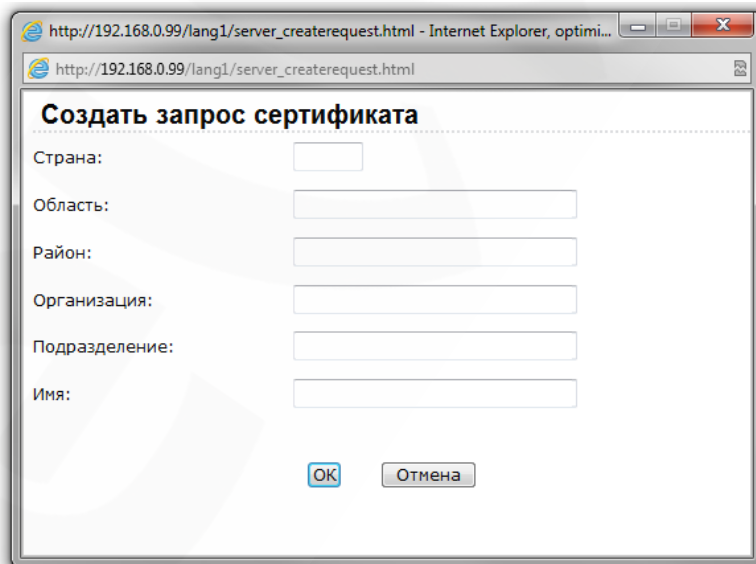 http://192.168.0.99/lang1/server_createrequest.html - Internet Explorer, optimi...
http://192.168.0.99/lang1/server_createrequest.html
Создать запрос сертификата
Страна:
Область:
Район:
Организация:
Подразделение:
Имя:
OK Отмена